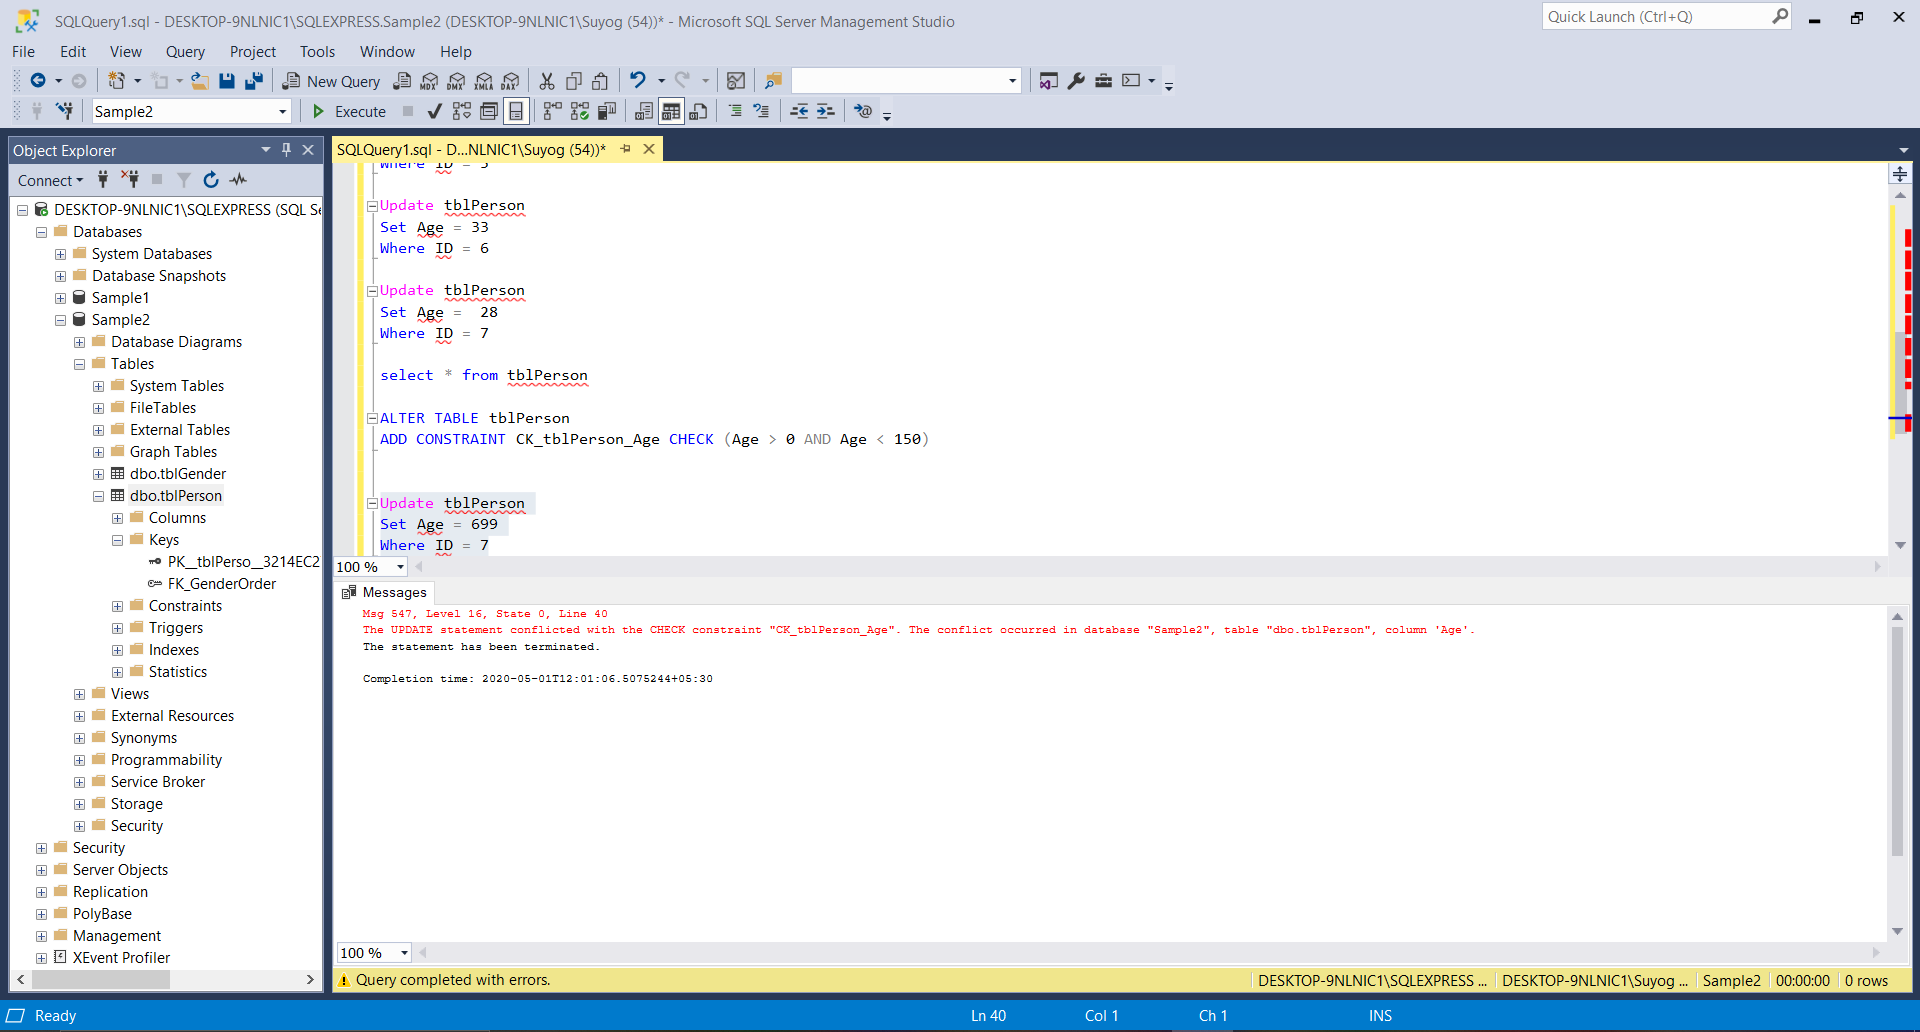 SQLQuery1.sql - DESKTOP-9NLNIC1\SQLEXPRESS.Sample2 (DESKTOP-9NLNIC1\Suyog (54))* - Microsoft SQL Server Management Studio
Quick Launch (Ctrl+Q)
File Edit View Query Project Tools Window Help
New Query MDX DMX XMLA DAX
Sample2 Execute
Object Explorer
Connect
DESKTOP-9NLNIC1\SQLEXPRESS (SQL Se
Databases
System Databases
Database Snapshots
Sample1
Sample2
Database Diagrams
Tables
System Tables
FileTables
External Tables
Graph Tables
dbo.tblGender
dbo.tblPerson
Columns
Keys
PK__tblPerso__3214EC2
FK_GenderOrder
Constraints
Triggers
Indexes
Statistics
Views
External Resources
Synonyms
Programmability
Service Broker
Storage
Security
Security
Server Objects
Replication
PolyBase
Management
XEvent Profiler
SQLQuery1.sql - D...NLNIC1\Suyog (54))*
Where ID = 5
Update tblPerson
Set Age = 33
Where ID = 6
Update tblPerson
Set Age =  28
Where ID = 7
select * from tblPerson
ALTER TABLE tblPerson
ADD CONSTRAINT CK_tblPerson_Age CHECK (Age > 0 AND Age < 150)
Update tblPerson
Set Age = 699
Where ID = 7
100 %
Messages
Msg 547, Level 16, State 0, Line 40
The UPDATE statement conflicted with the CHECK constraint "CK_tblPerson_Age". The conflict occurred in database "Sample2", table "dbo.tblPerson", column 'Age'.
The statement has been terminated.
Completion time: 2020-05-01T12:01:06.5075244+05:30
100 %
Query completed with errors.
DESKTOP-9NLNIC1\SQLEXPRESS ... DESKTOP-9NLNIC1\Suyog ... Sample2 00:00:00 0 rows
Ready Ln 40 Col 1 Ch 1 INS